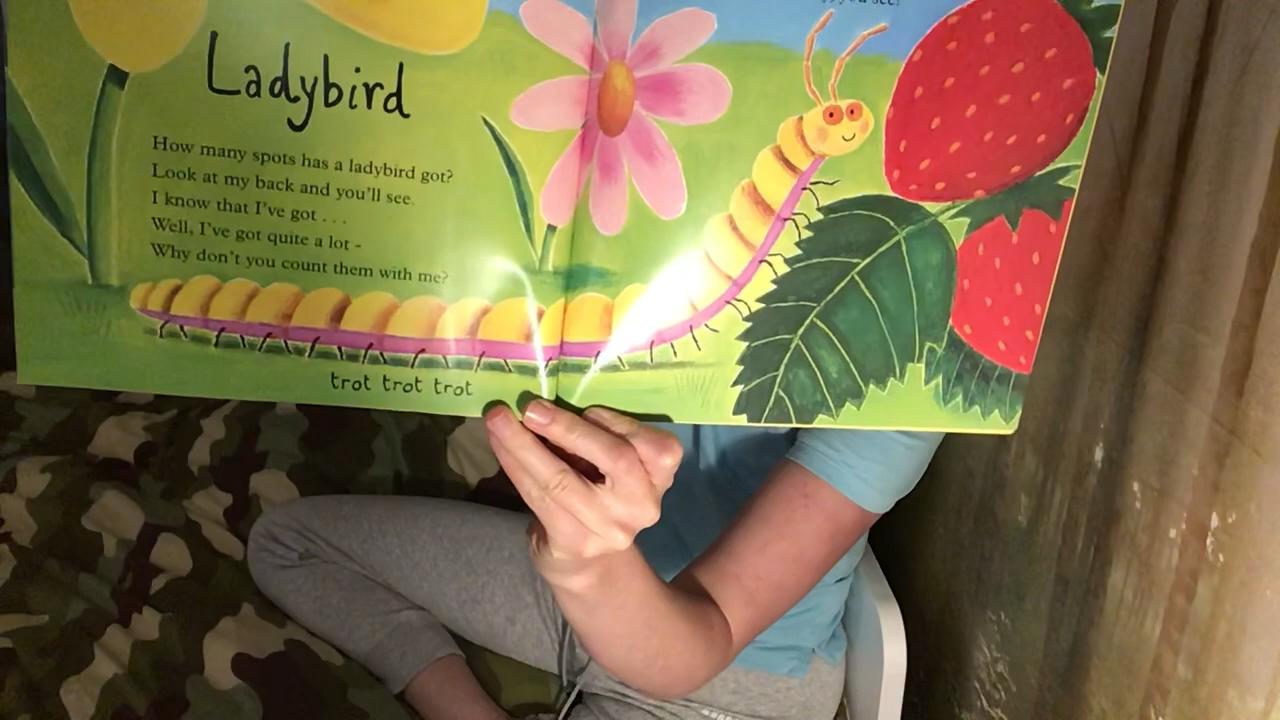 Ladybird
How many spots has a ladybird got?
Look at my back and you'll see.
I know that I've got . . .
Well, I've got quite a lot -
Why don't you count them with me?
trot trot trot